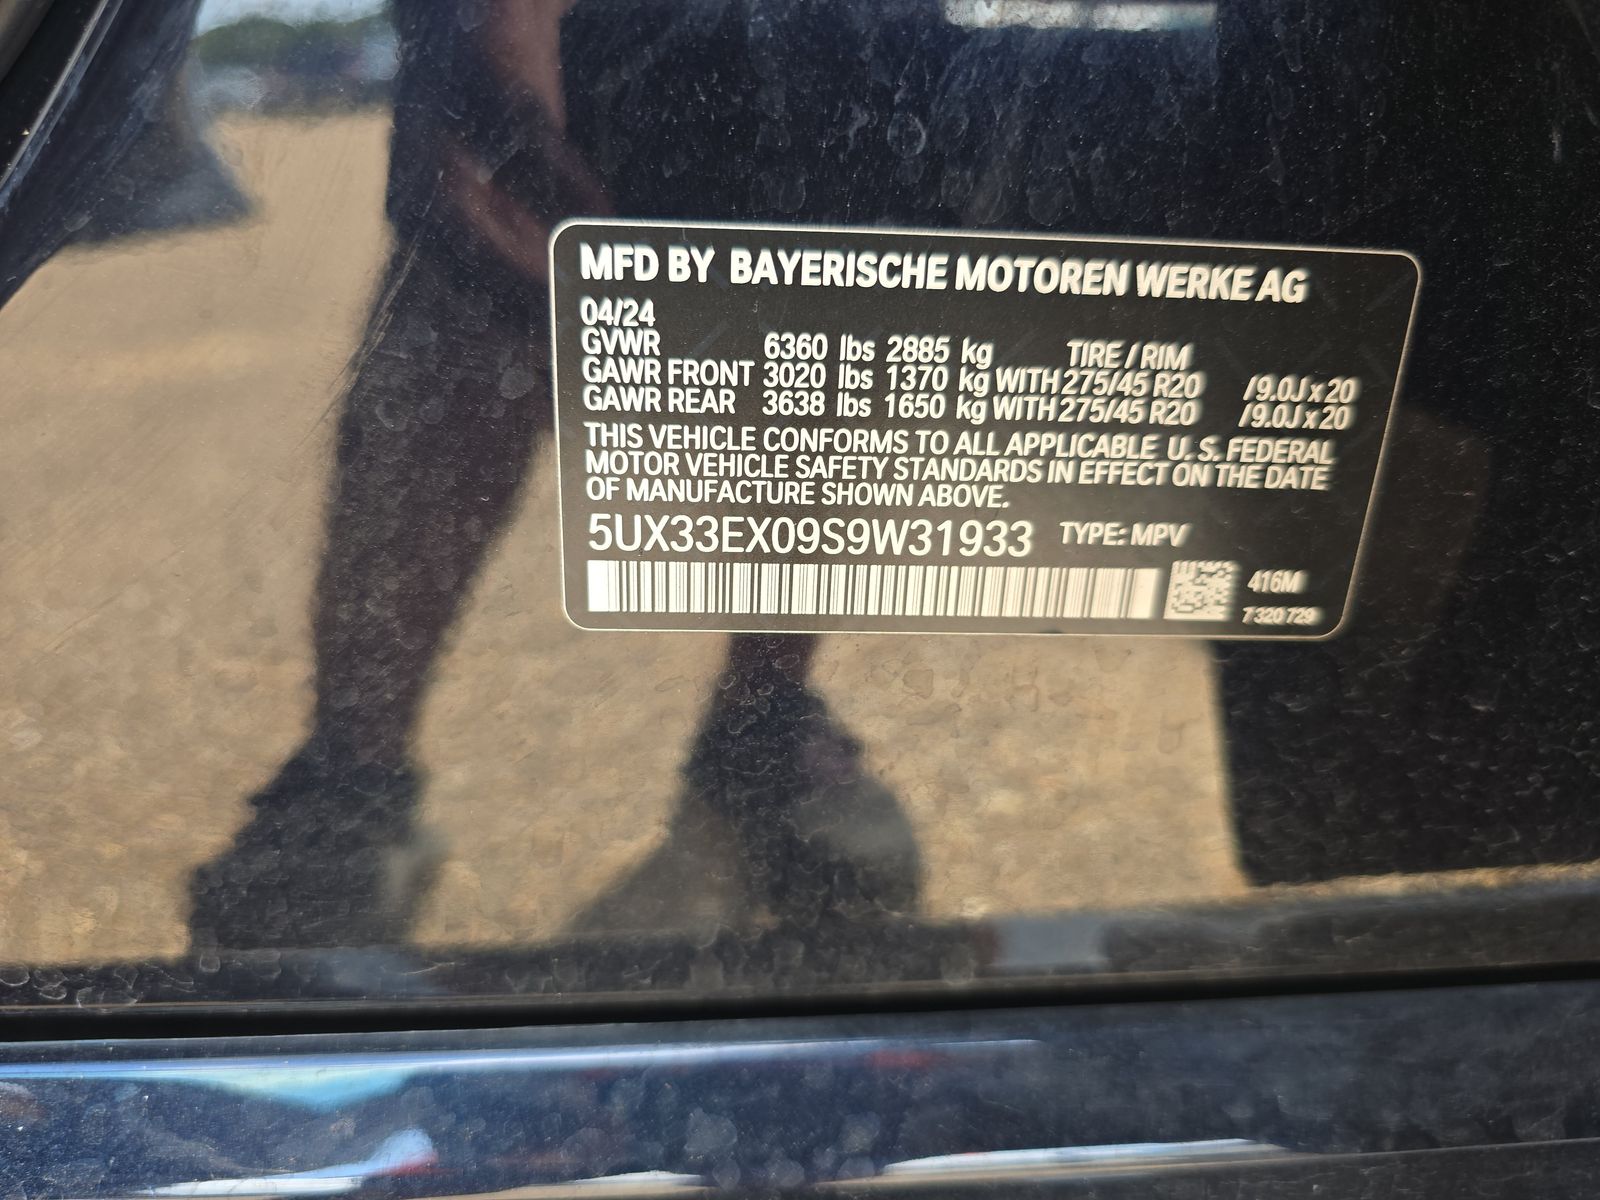 MFD BY BAYERISCHE MOTOREN WERKE AG
04/24
GVWR 6360 lbs 2885 kg TIRE / RIM
GAWR FRONT 3020 lbs 1370 kg WITH 275/45 R20 / 9.0J x 20
GAWR REAR 3638 lbs 1650 kg WITH 275/45 R20 / 9.0J x 20
THIS VEHICLE CONFORMS TO ALL APPLICABLE U. S. FEDERAL
MOTOR VEHICLE SAFETY STANDARDS IN EFFECT ON THE DATE
OF MANUFACTURE SHOWN ABOVE.
5UX33EX09S9W31933 TYPE: MPV
416M
7 320 729